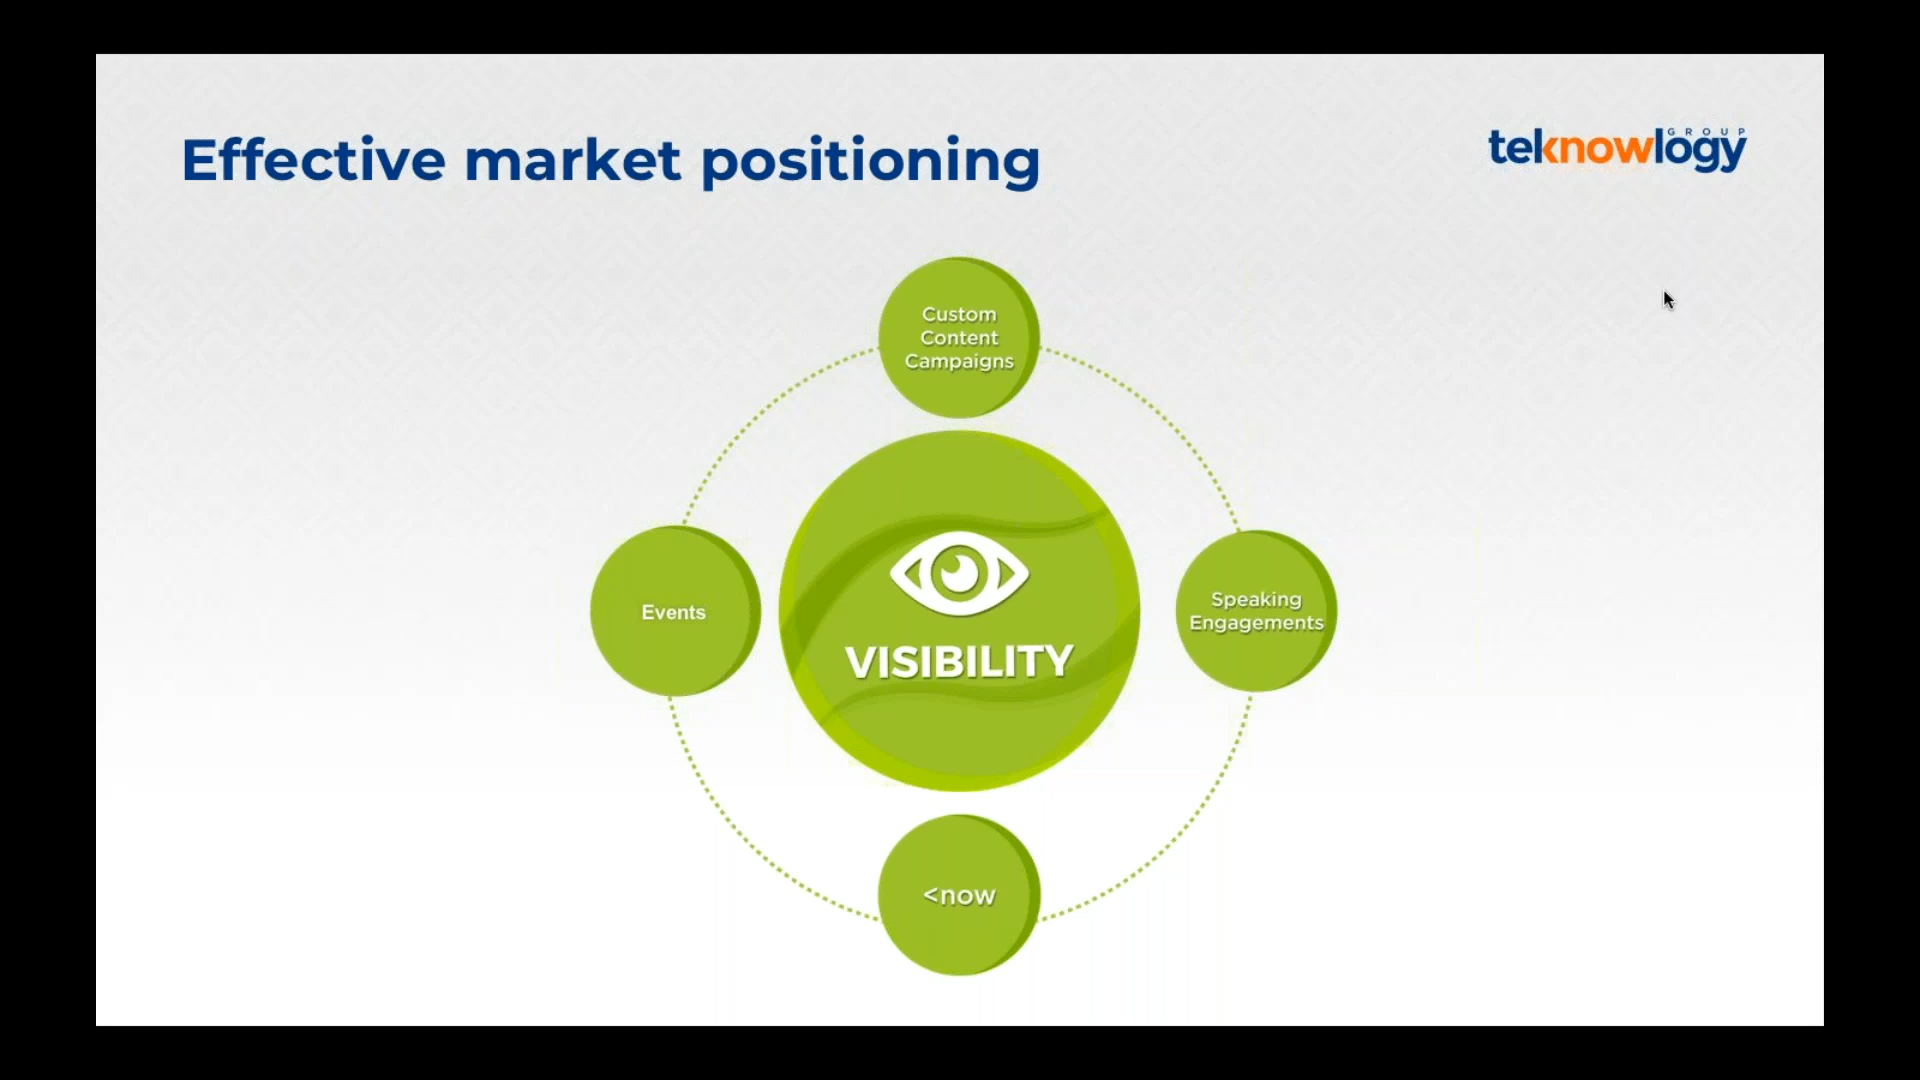 Effective market positioning
GROUP
teknowlogy
Custom
Content
Campaigns
Events
VISIBILITY
Speaking
Engagements
<now